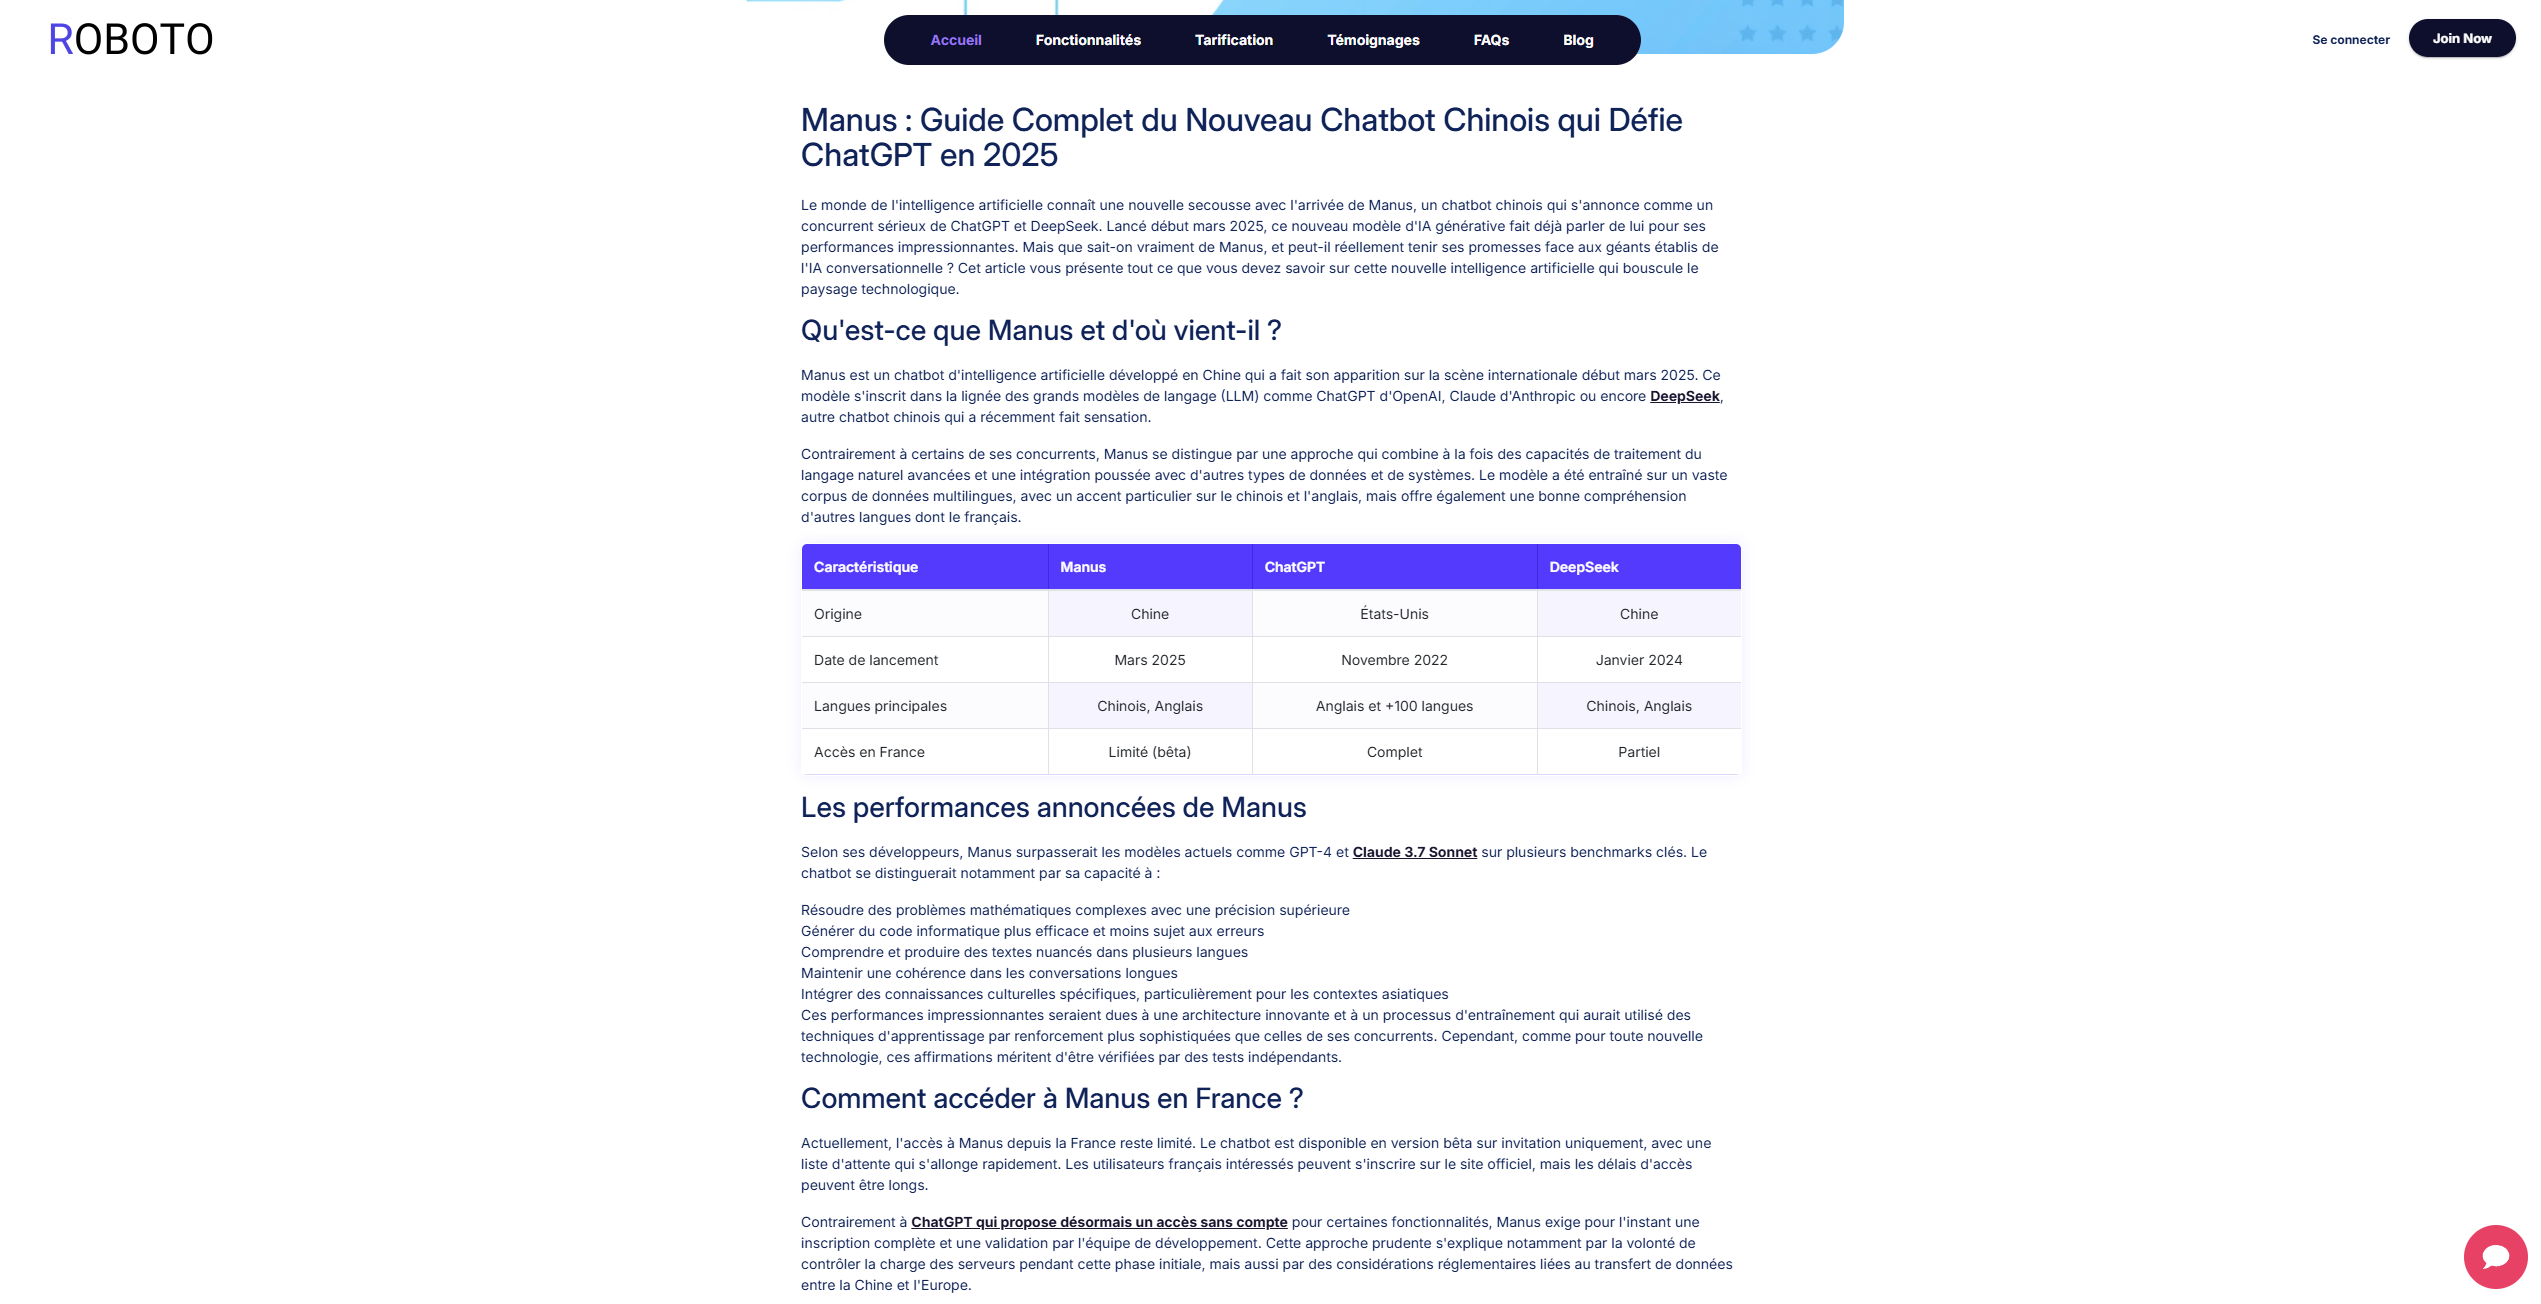 ROBOTO
Accueil Fonctionnalités Tarification Témoignages FAQs Blog
Se connecter Join Now
Manus : Guide Complet du Nouveau Chatbot Chinois qui Défie
ChatGPT en 2025
Le monde de l'intelligence artificielle connaît une nouvelle secousse avec l'arrivée de Manus, un chatbot chinois qui s'annonce comme un
concurrent sérieux de ChatGPT et DeepSeek. Lancé début mars 2025, ce nouveau modèle d'IA générative fait déjà parler de lui pour ses
performances impressionnantes. Mais que sait-on vraiment de Manus, et peut-il réellement tenir ses promesses face aux géants établis de
l'IA conversationnelle ? Cet article vous présente tout ce que vous devez savoir sur cette nouvelle intelligence artificielle qui bouscule le
paysage technologique.
Qu'est-ce que Manus et d'où vient-il ?
Manus est un chatbot d'intelligence artificielle développé en Chine qui a fait son apparition sur la scène internationale début mars 2025. Ce
modèle s'inscrit dans la lignée des grands modèles de langage (LLM) comme ChatGPT d'OpenAI, Claude d'Anthropic ou encore DeepSeek,
autre chatbot chinois qui a récemment fait sensation.
Contrairement à certains de ses concurrents, Manus se distingue par une approche qui combine à la fois des capacités de traitement du
langage naturel avancées et une intégration poussée avec d'autres types de données et de systèmes. Le modèle a été entraîné sur un vaste
corpus de données multilingues, avec un accent particulier sur le chinois et l'anglais, mais offre également une bonne compréhension
d'autres langues dont le français.
Caractéristique Manus ChatGPT DeepSeek
Origine Chine États-Unis Chine
Date de lancement Mars 2025 Novembre 2022 Janvier 2024
Langues principales Chinois, Anglais Anglais et +100 langues Chinois, Anglais
Accès en France Limité (bêta) Complet Partiel
Les performances annoncées de Manus
Selon ses développeurs, Manus surpasserait les modèles actuels comme GPT-4 et Claude 3.7 Sonnet sur plusieurs benchmarks clés. Le
chatbot se distinguerait notamment par sa capacité à :
Résoudre des problèmes mathématiques complexes avec une précision supérieure
Générer du code informatique plus efficace et moins sujet aux erreurs
Comprendre et produire des textes nuancés dans plusieurs langues
Maintenir une cohérence dans les conversations longues
Intégrer des connaissances culturelles spécifiques, particulièrement pour les contextes asiatiques
Ces performances impressionnantes seraient dues à une architecture innovante et à un processus d'entraînement qui aurait utilisé des
techniques d'apprentissage par renforcement plus sophistiquées que celles de ses concurrents. Cependant, comme pour toute nouvelle
technologie, ces affirmations méritent d'être vérifiées par des tests indépendants.
Comment accéder à Manus en France ?
Actuellement, l'accès à Manus depuis la France reste limité. Le chatbot est disponible en version bêta sur invitation uniquement, avec une
liste d'attente qui s'allonge rapidement. Les utilisateurs français intéressés peuvent s'inscrire sur le site officiel, mais les délais d'accès
peuvent être longs.
Contrairement à ChatGPT qui propose désormais un accès sans compte pour certaines fonctionnalités, Manus exige pour l'instant une
inscription complète et une validation par l'équipe de développement. Cette approche prudente s'explique notamment par la volonté de
contrôler la charge des serveurs pendant cette phase initiale, mais aussi par des considérations réglementaires liées au transfert de données
entre la Chine et l'Europe.